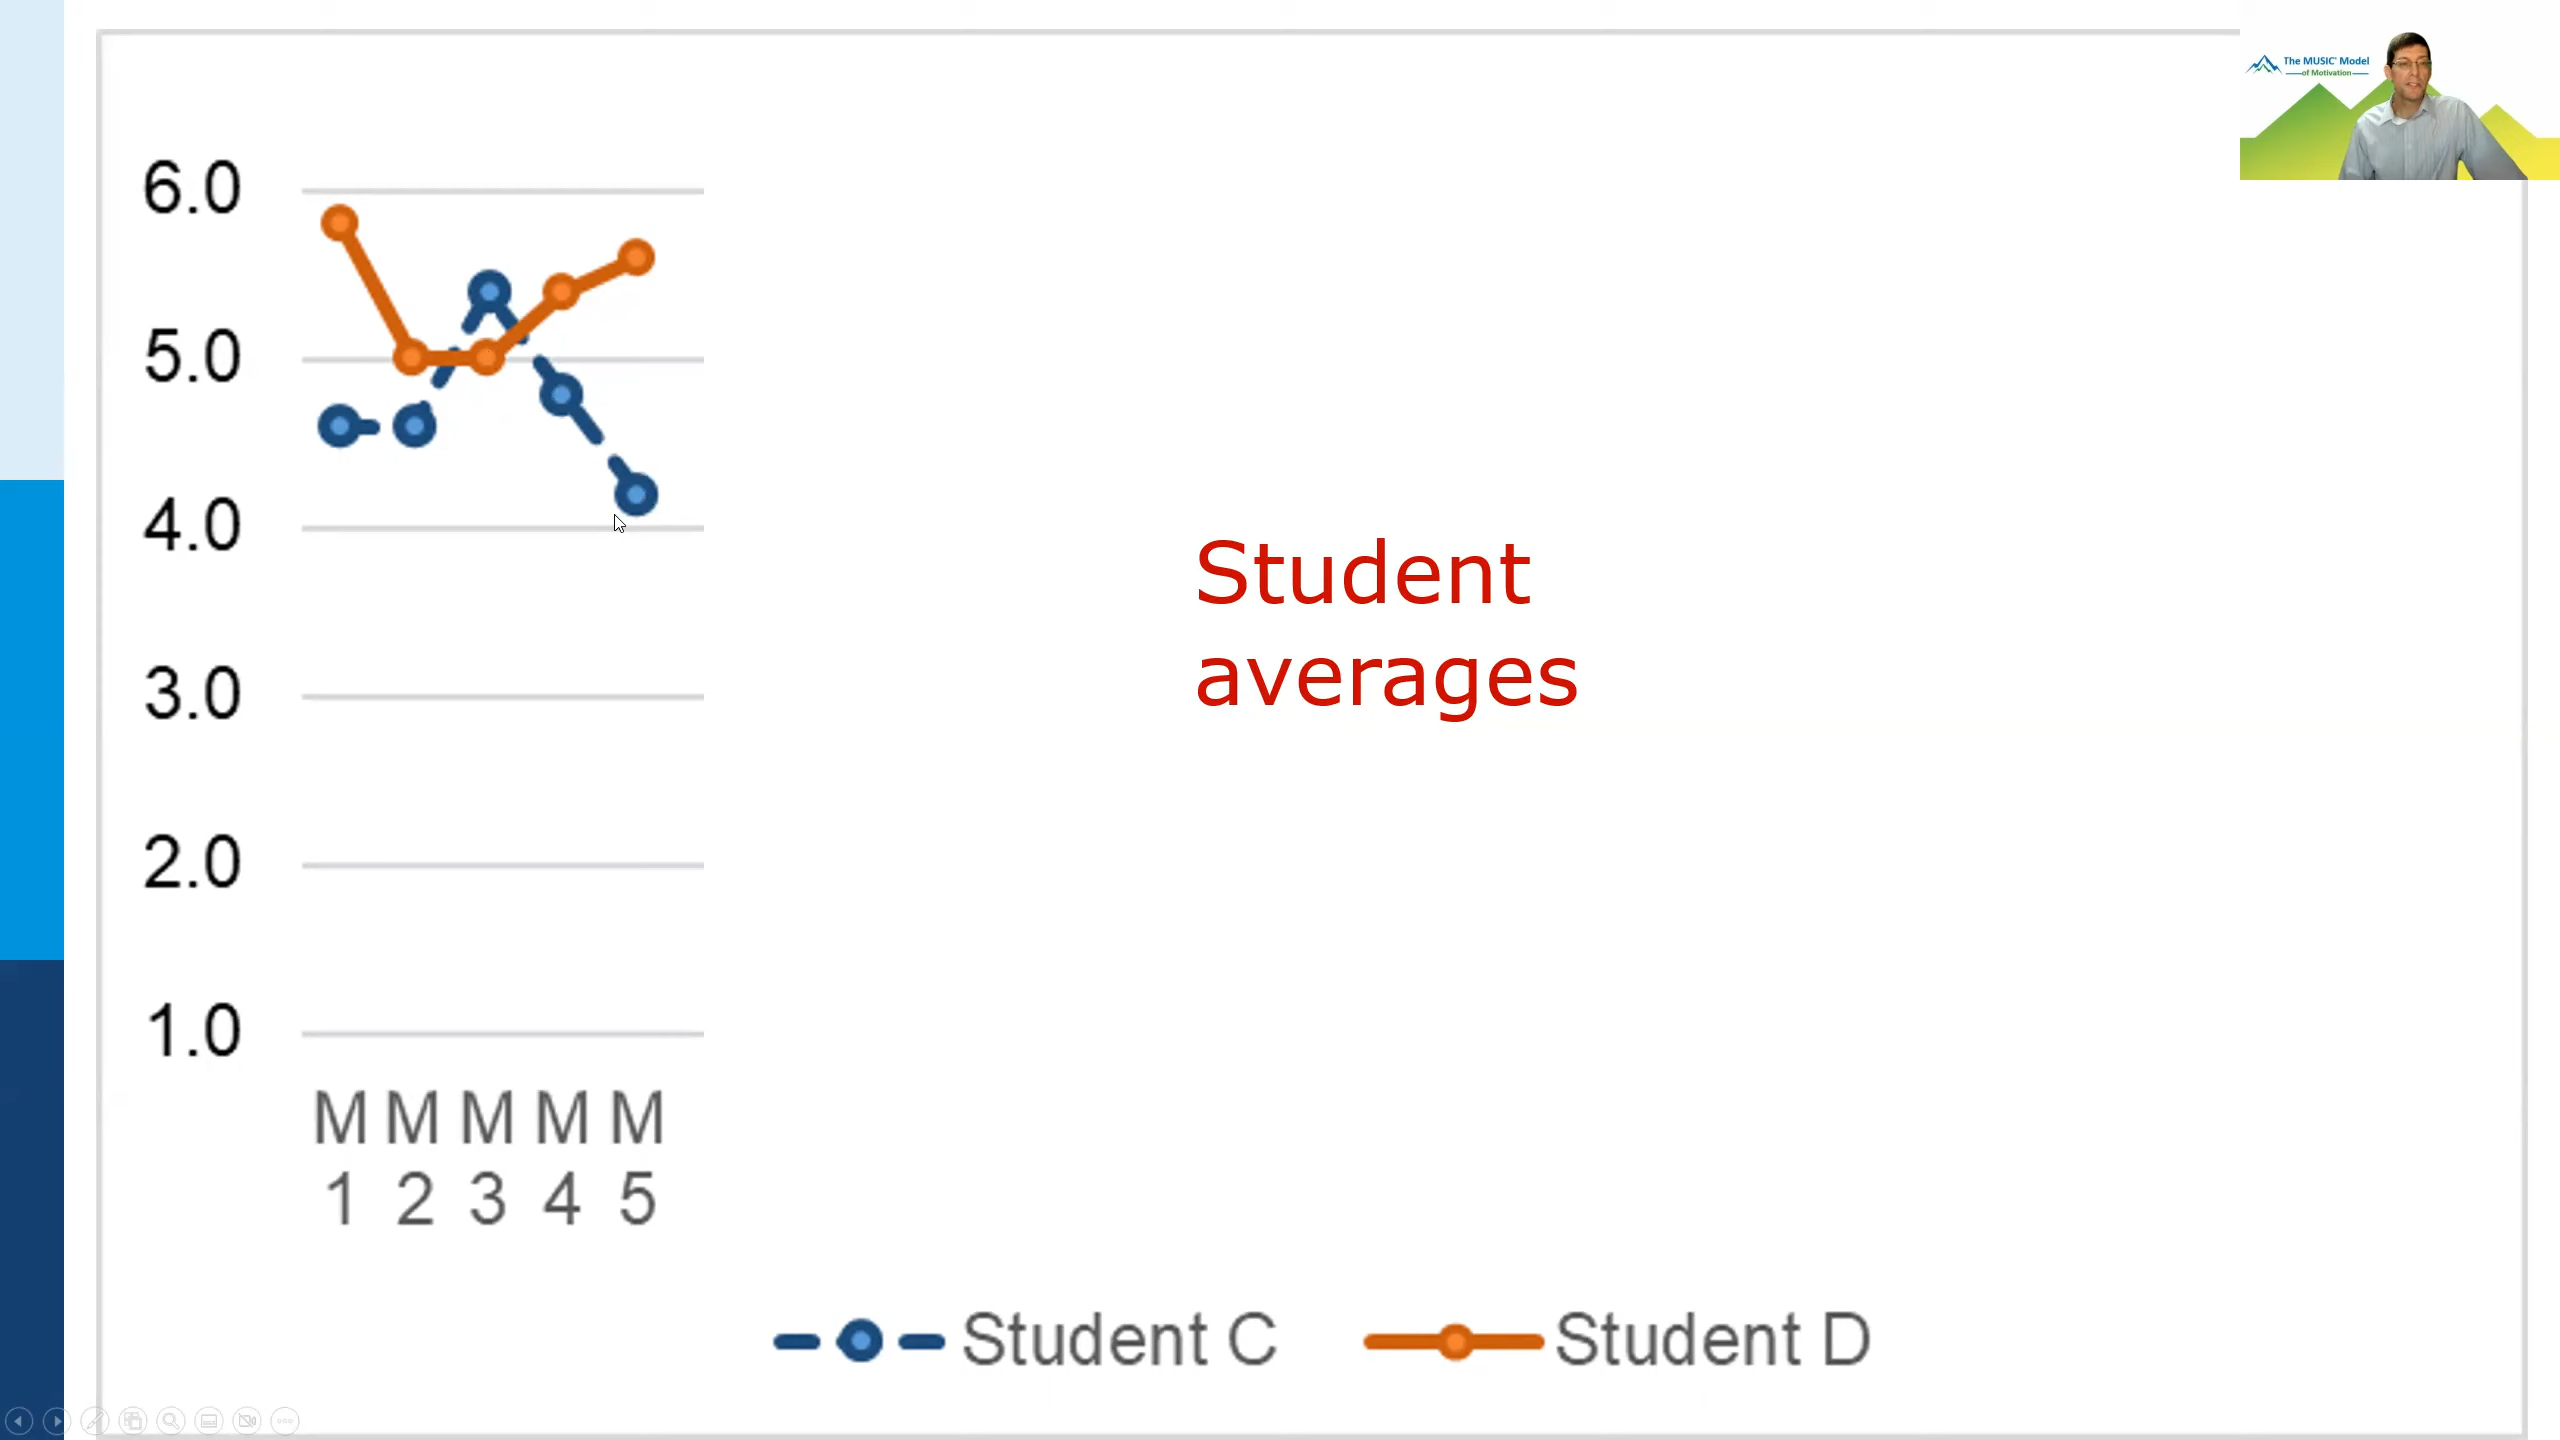 The MUSIC® Model
of Motivation
6.0
5.0
4.0
3.0
2.0
1.0
M M M M M
1 2 3 4 5
Student
averages
Student C Student D